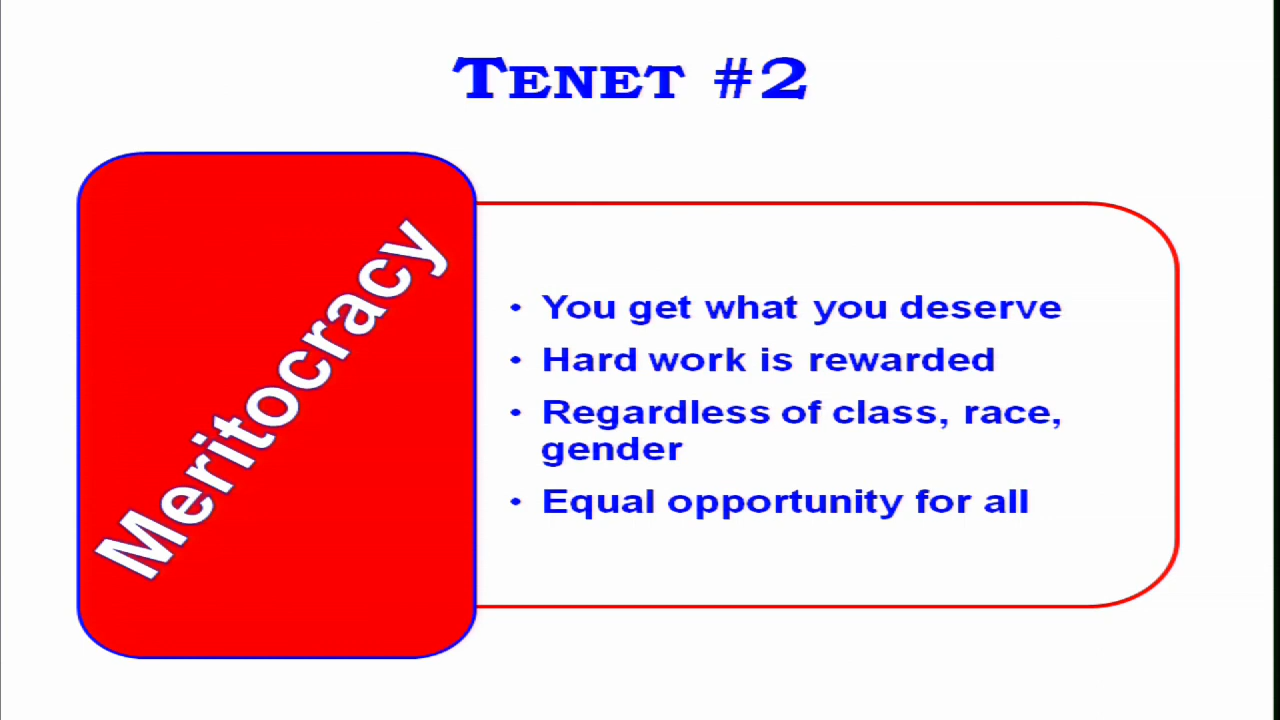 TENET #2
Meritocracy
• You get what you deserve
• Hard work is rewarded
• Regardless of class, race,
gender
• Equal opportunity for all